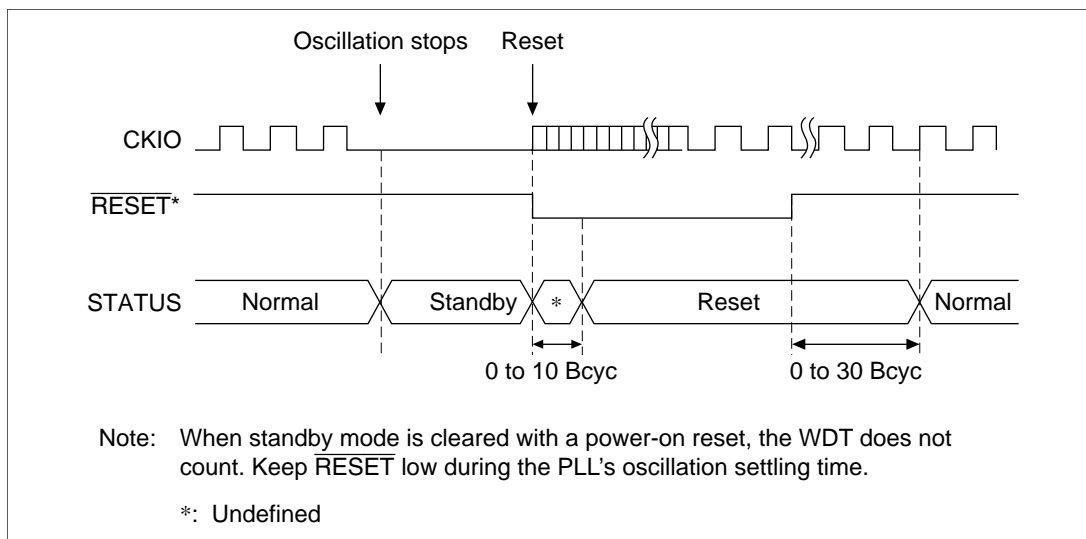 Oscillation stops Reset
CKIO
RESET*
STATUS Normal Standby * Reset Normal
0 to 10 Bcyc 0 to 30 Bcyc
Note: When standby mode is cleared with a power-on reset, the WDT does not
count. Keep RESET low during the PLL's oscillation settling time.
*: Undefined